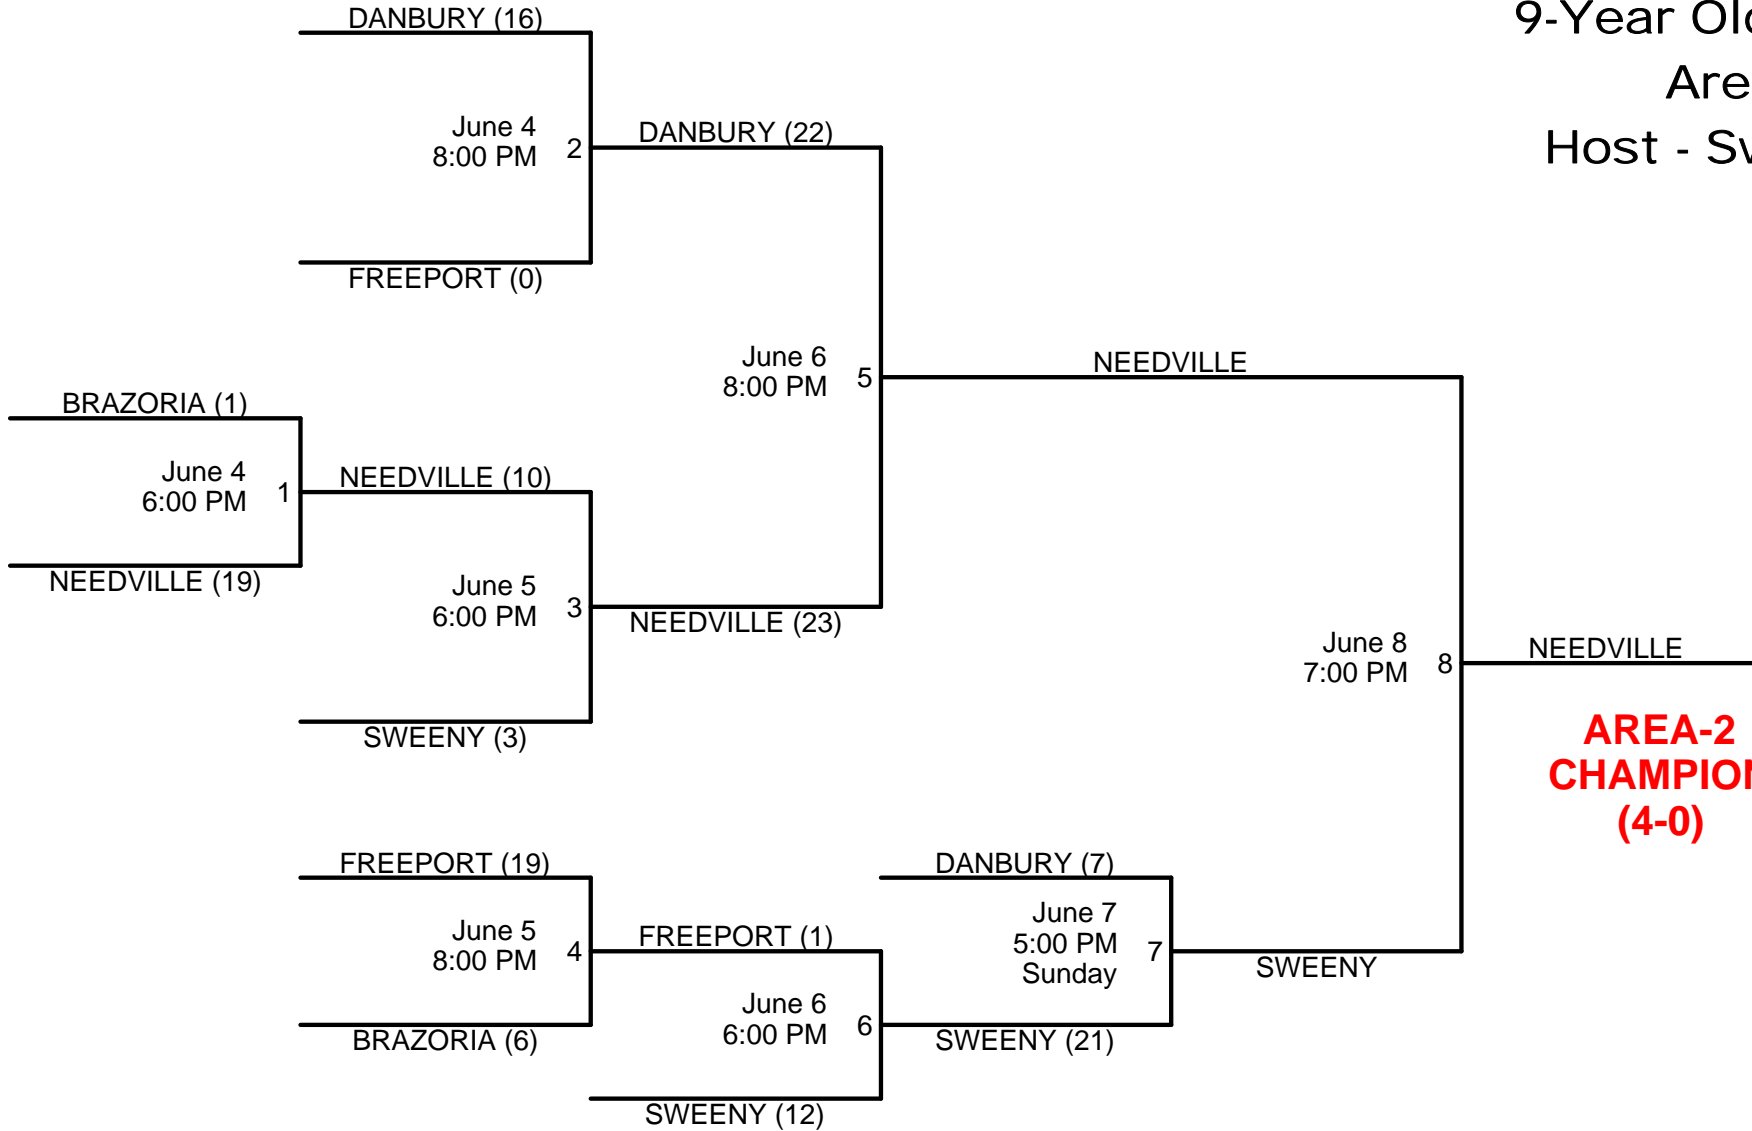 DANBURY (16)
9-Year
Host -
June 4
8:00 PM
2
DANBURY (22)
FREEPORT (0)
June 6
8:00 PM
5
NEEDVILLE
BRAZORIA (1)
June 4
6:00 PM
1
NEEDVILLE (10)
NEEDVILLE (19)
June 5
6:00 PM
3
NEEDVILLE (23)
SWEENY (3)
June 8
7:00 PM
8
NEEDVILLE
AREA-2
CHAMPION
(4-0)
FREEPORT (19)
June 5
8:00 PM
4
BRAZORIA (6)
FREEPORT (1)
June 6
6:00 PM
6
SWEENY (12)
DANBURY (7)
June 7
5:00 PM
Sunday
7
SWEENY (21)
SWEENY